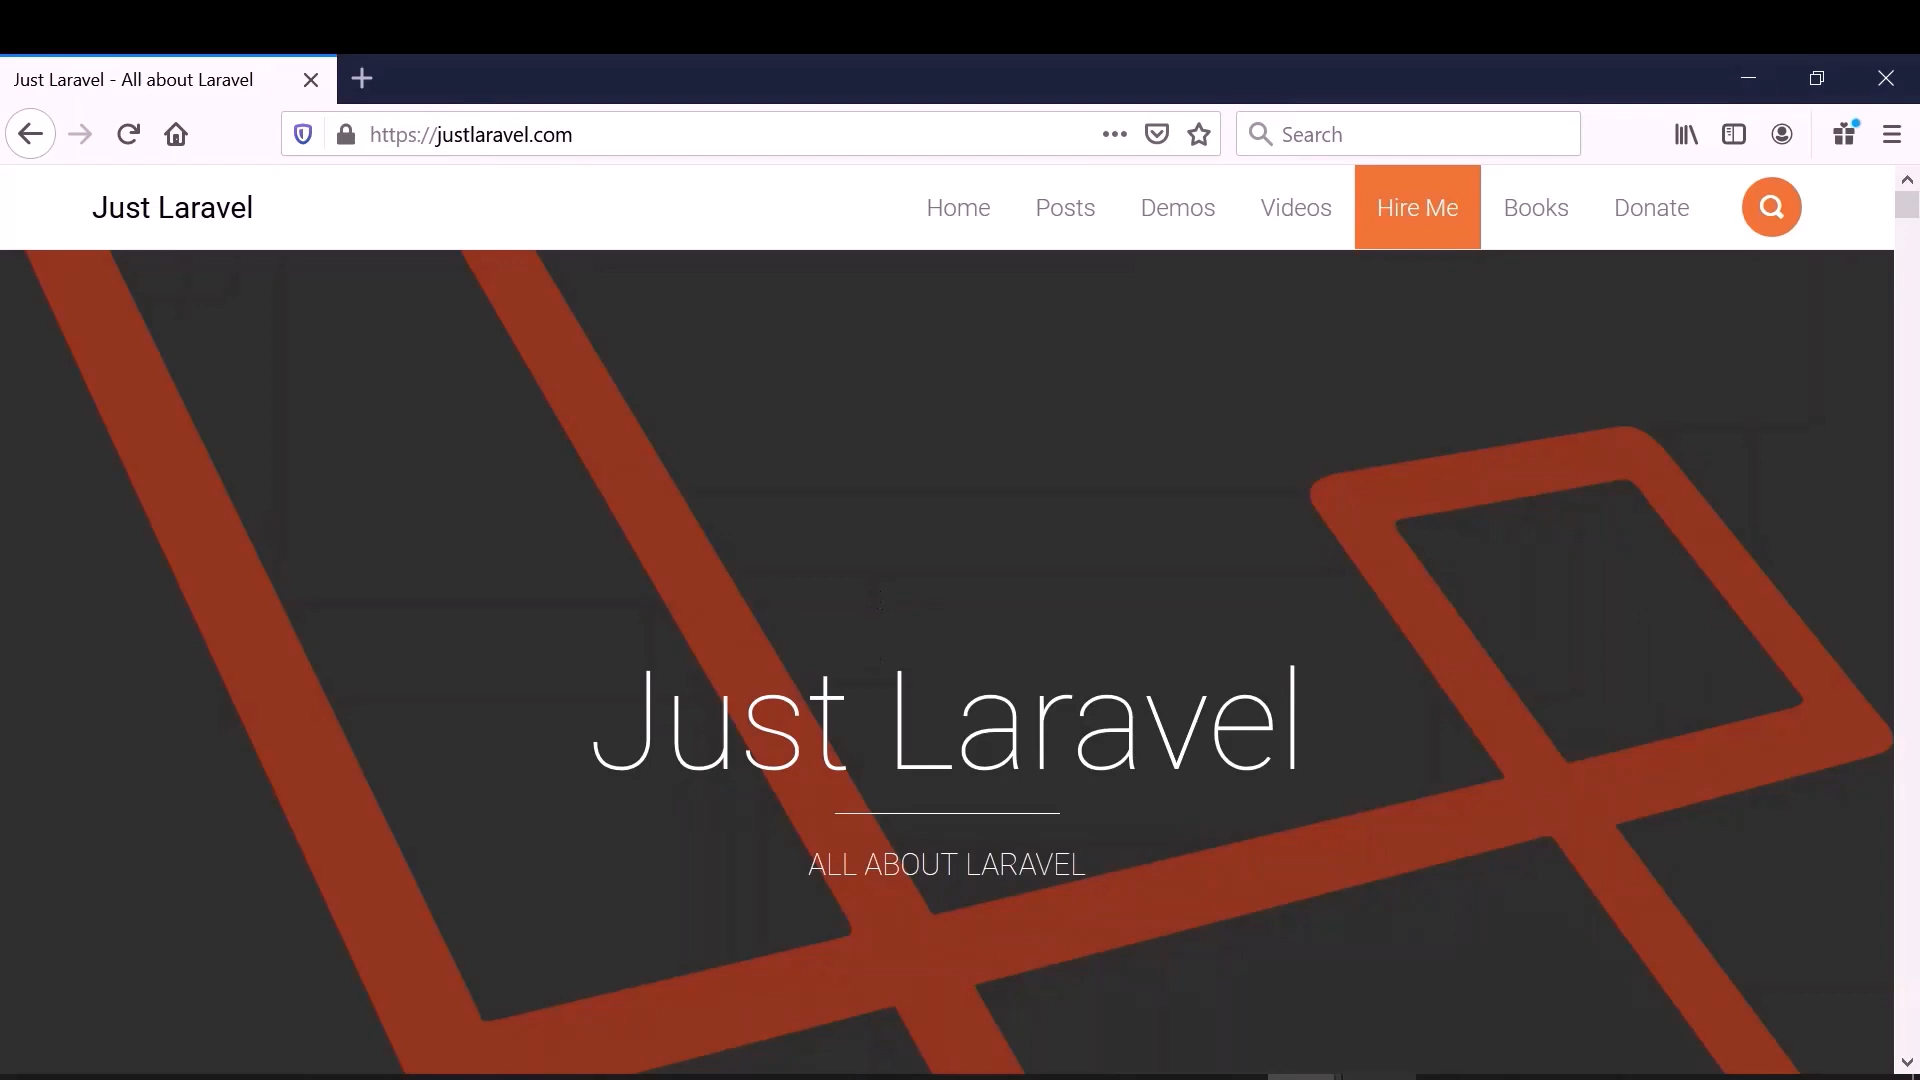 Just Laravel - All about Laravel
https://justlaravel.com
Search
Just Laravel
Home
Posts
Demos
Videos
Hire Me
Books
Donate
Just Laravel
ALL ABOUT LARAVEL